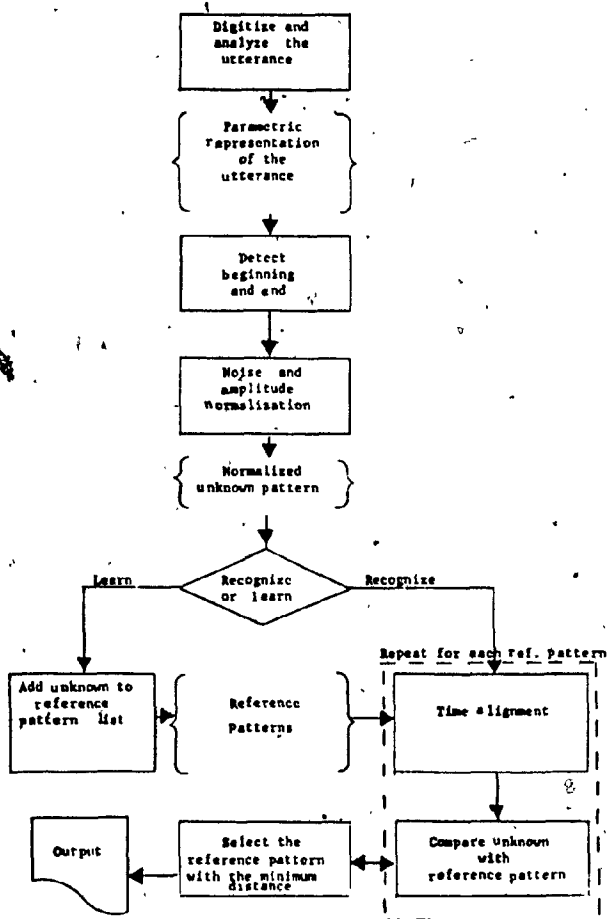 Digitize and
analyze the
utterance
Parametric
representation
of the
utterance
Detect
beginning
and end
Noise and
amplitude
normalization
Normalized
unknown pattern
Recognize
or learn
Learn
Recognize
Repeat for each ref. pattern
Add unknown to
reference
pattern list
Reference
Patterns
Time alignment
Output
Select the
reference pattern
with the minimum
distance
Compare unknown
with
reference pattern